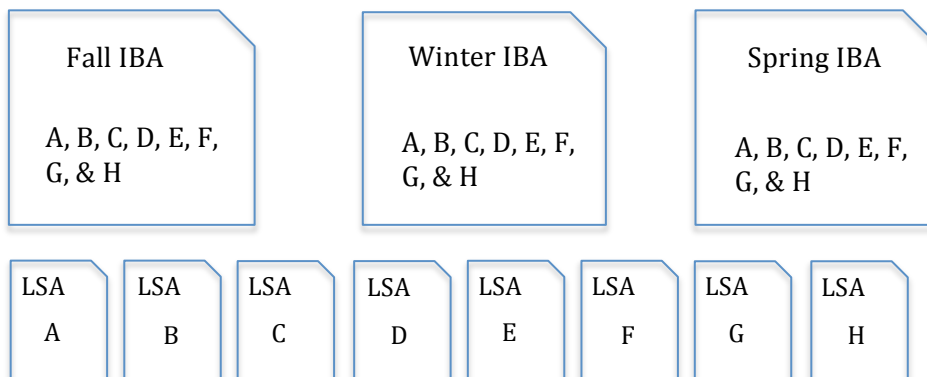 Fall IBA
A, B, C, D, E, F,
G, & H
Winter IBA
A, B, C, D, E, F,
G, & H
Spring IBA
A, B, C, D, E, F,
G, & H
LSA
A
LSA
B
LSA
C
LSA
D
LSA
E
LSA
F
LSA
G
LSA
H